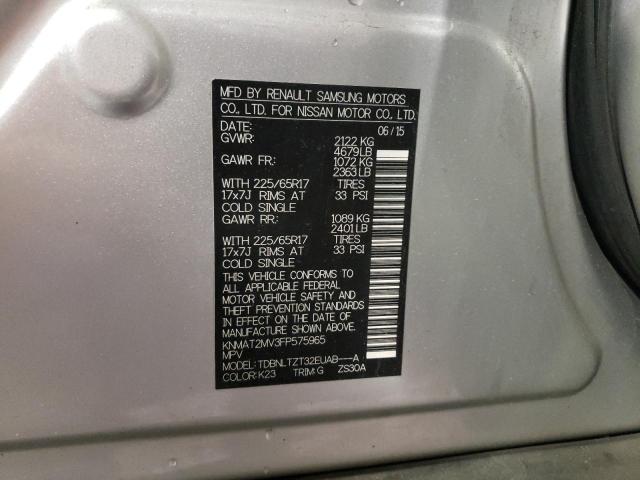 MFD BY RENAULT SAMSUNG MOTORS
CO., LTD. FOR NISSAN MOTOR CO., LTD.
DATE: 06/15
GVWR: 2122 KG
4679 LB
GAWR FR: 1072 KG
2363 LB
WITH 225/65R17 TIRES
17x7J RIMS AT 33 PSI
COLD SINGLE
GAWR RR: 1089 KG
2401 LB
WITH 225/65R17 TIRES
17x7J RIMS AT 33 PSI
COLD SINGLE
THIS VEHICLE CONFORMS TO
ALL APPLICABLE FEDERAL
MOTOR VEHICLE SAFETY AND
THEFT PREVENTION STANDARDS
IN EFFECT ON THE DATE OF
MANUFACTURE SHOWN ABOVE.
KNMAT2MV3FP575965
MPV
MODEL: TDBNLTZT32EUAB---A
COLOR:K23 TRIM:G ZS30A